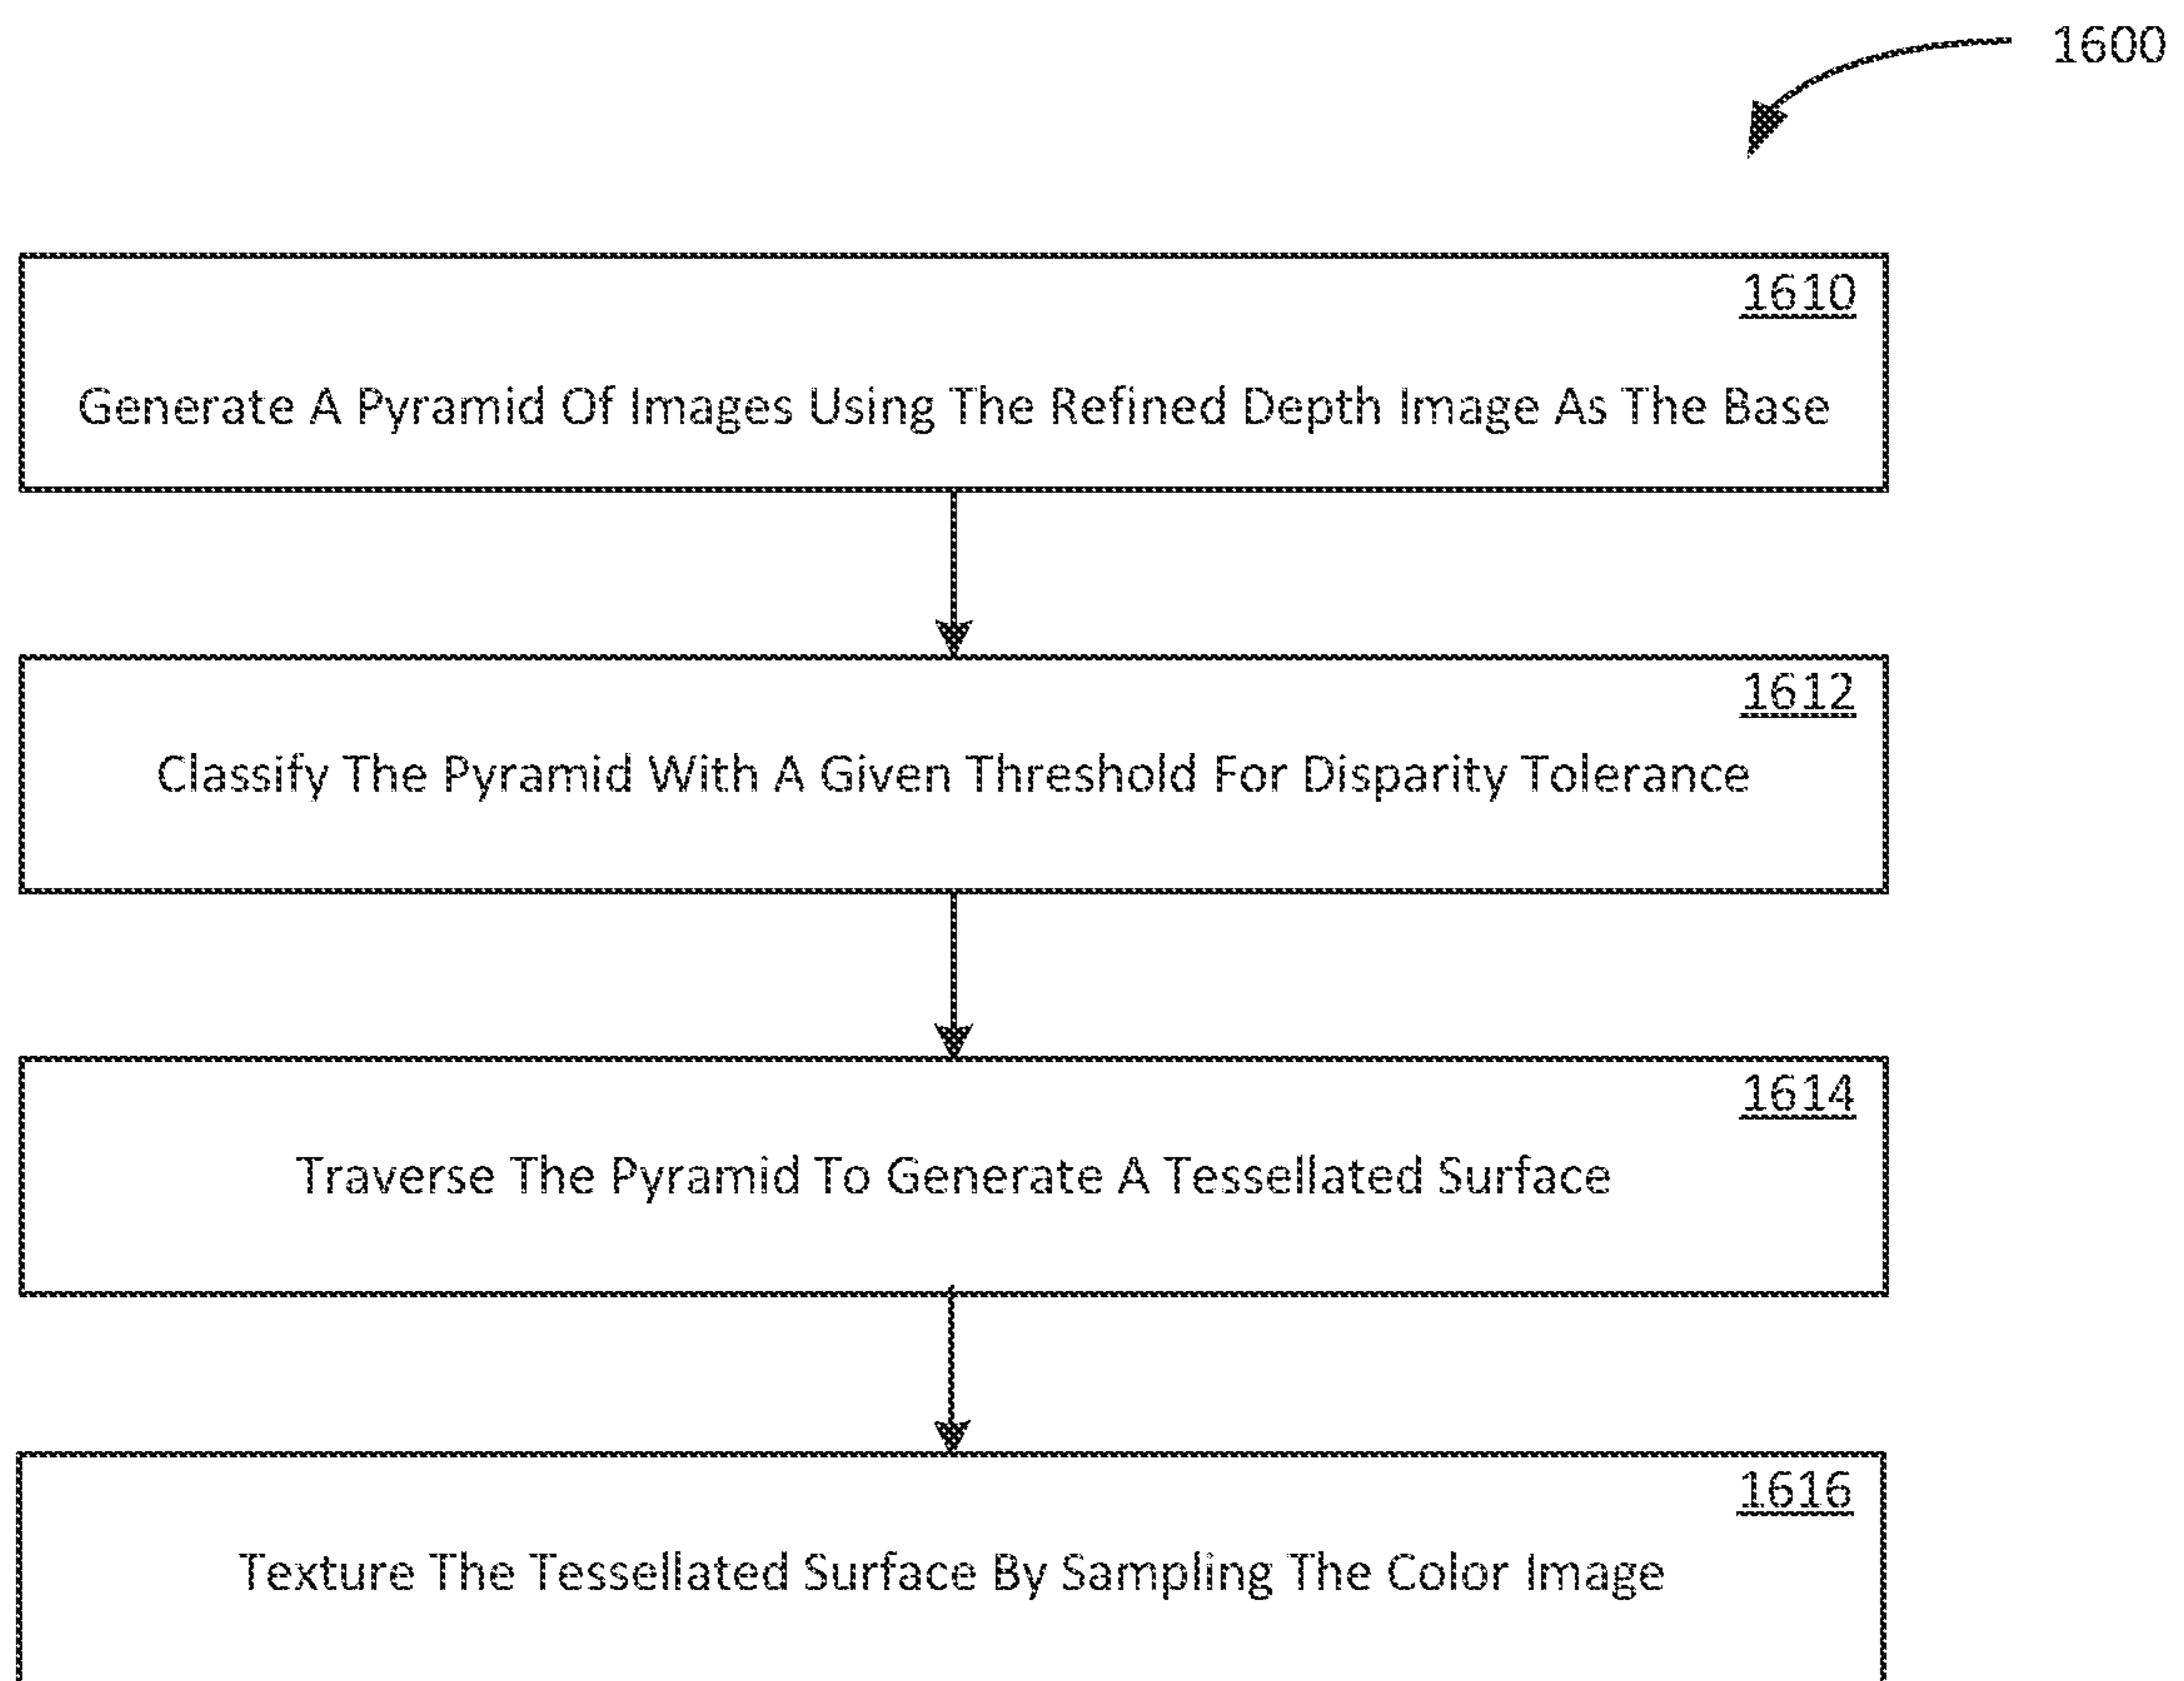 1600
1610
Generate A Pyramid Of Images Using The Refined Depth Image As The Base
1612
Classify The Pyramid With A Given Threshold For Disparity Tolerance
1614
Traverse The Pyramid To Generate A Tessellated Surface
1616
Texture The Tessellated Surface By Sampling The Color Image